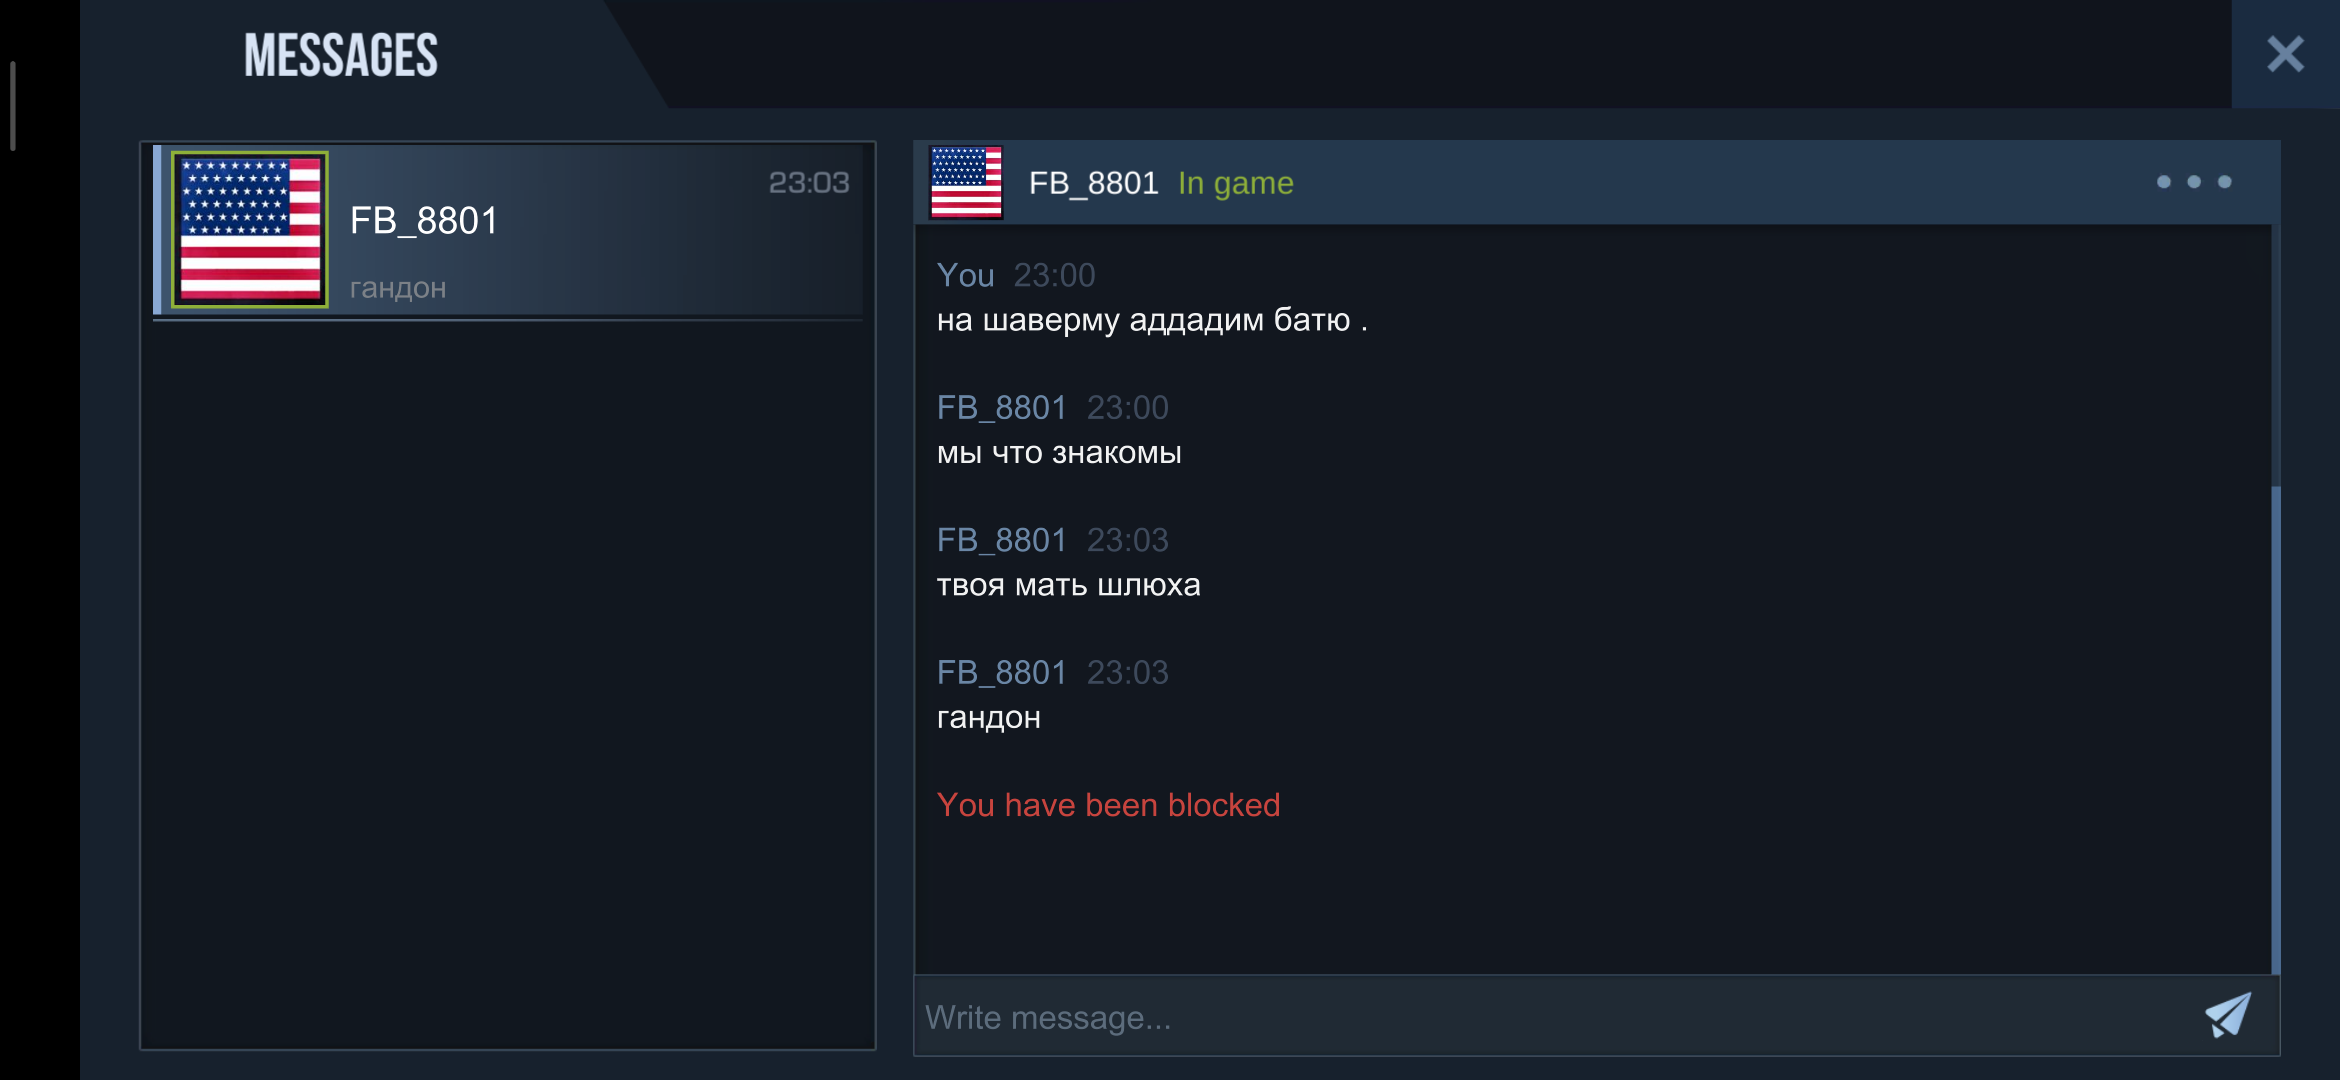 MESSAGES
FB_8801
23:03
гандон
FB_8801 In game
You 23:00
на шаверму аддадим батю .
FB_8801 23:00
мы что знакомы
FB_8801 23:03
твоя мать шлюха
FB_8801 23:03
гандон
You have been blocked
Write message...